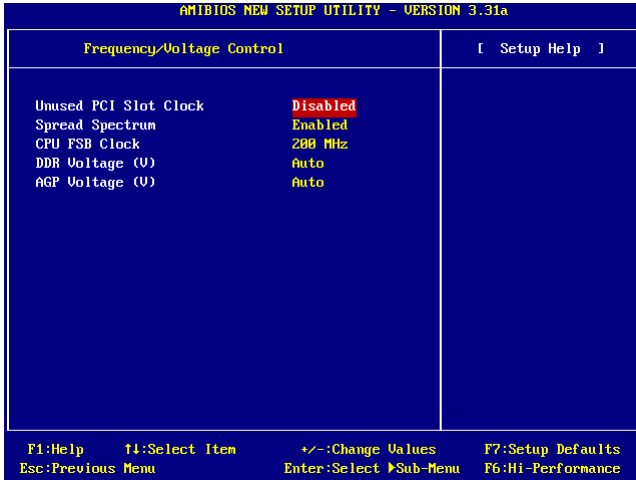 AMIBIOS NEW SETUP UTILITY - VERSION 3.31a
Frequency/Voltage Control
[ Setup Help ]
Unused PCI Slot Clock Disabled
Spread Spectrum Enabled
CPU FSB Clock 200 MHz
DDR Voltage (V) Auto
AGP Voltage (V) Auto
F1:Help ↑↓:Select Item +/-:Change Values F7:Setup Defaults
Esc:Previous Menu Enter:Select ▶Sub-Menu F6:Hi-Performance